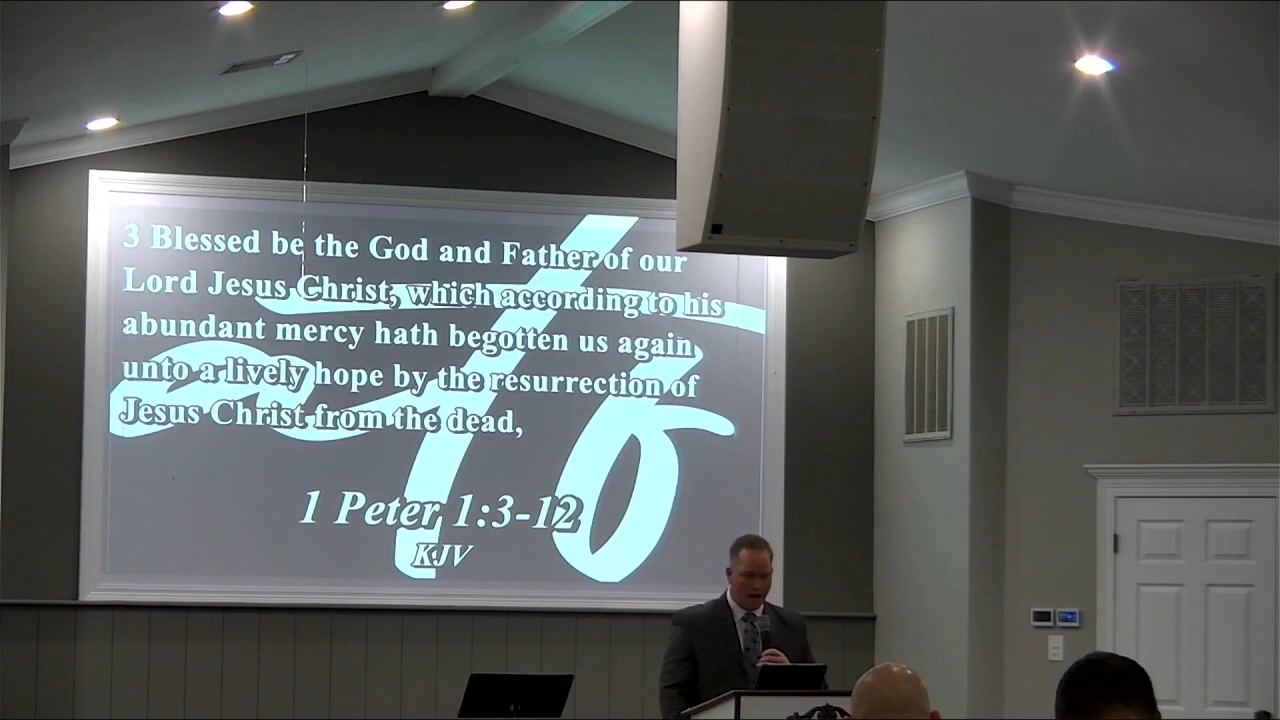 3 Blessed be the God and Father of our
Lord Jesus Christ, which according to his
abundant mercy hath begotten us again
unto a lively hope by the resurrection of
Jesus Christ from the dead,
1 Peter 1:3-12
KJV